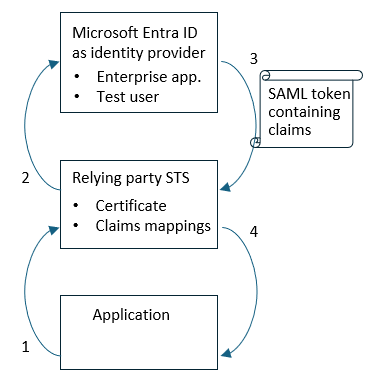 Microsoft Entra ID
as identity provider
• Enterprise app.
• Test user
3
SAML token
containing
claims
2
Relying party STS
• Certificate
• Claims mappings
4
Application
1